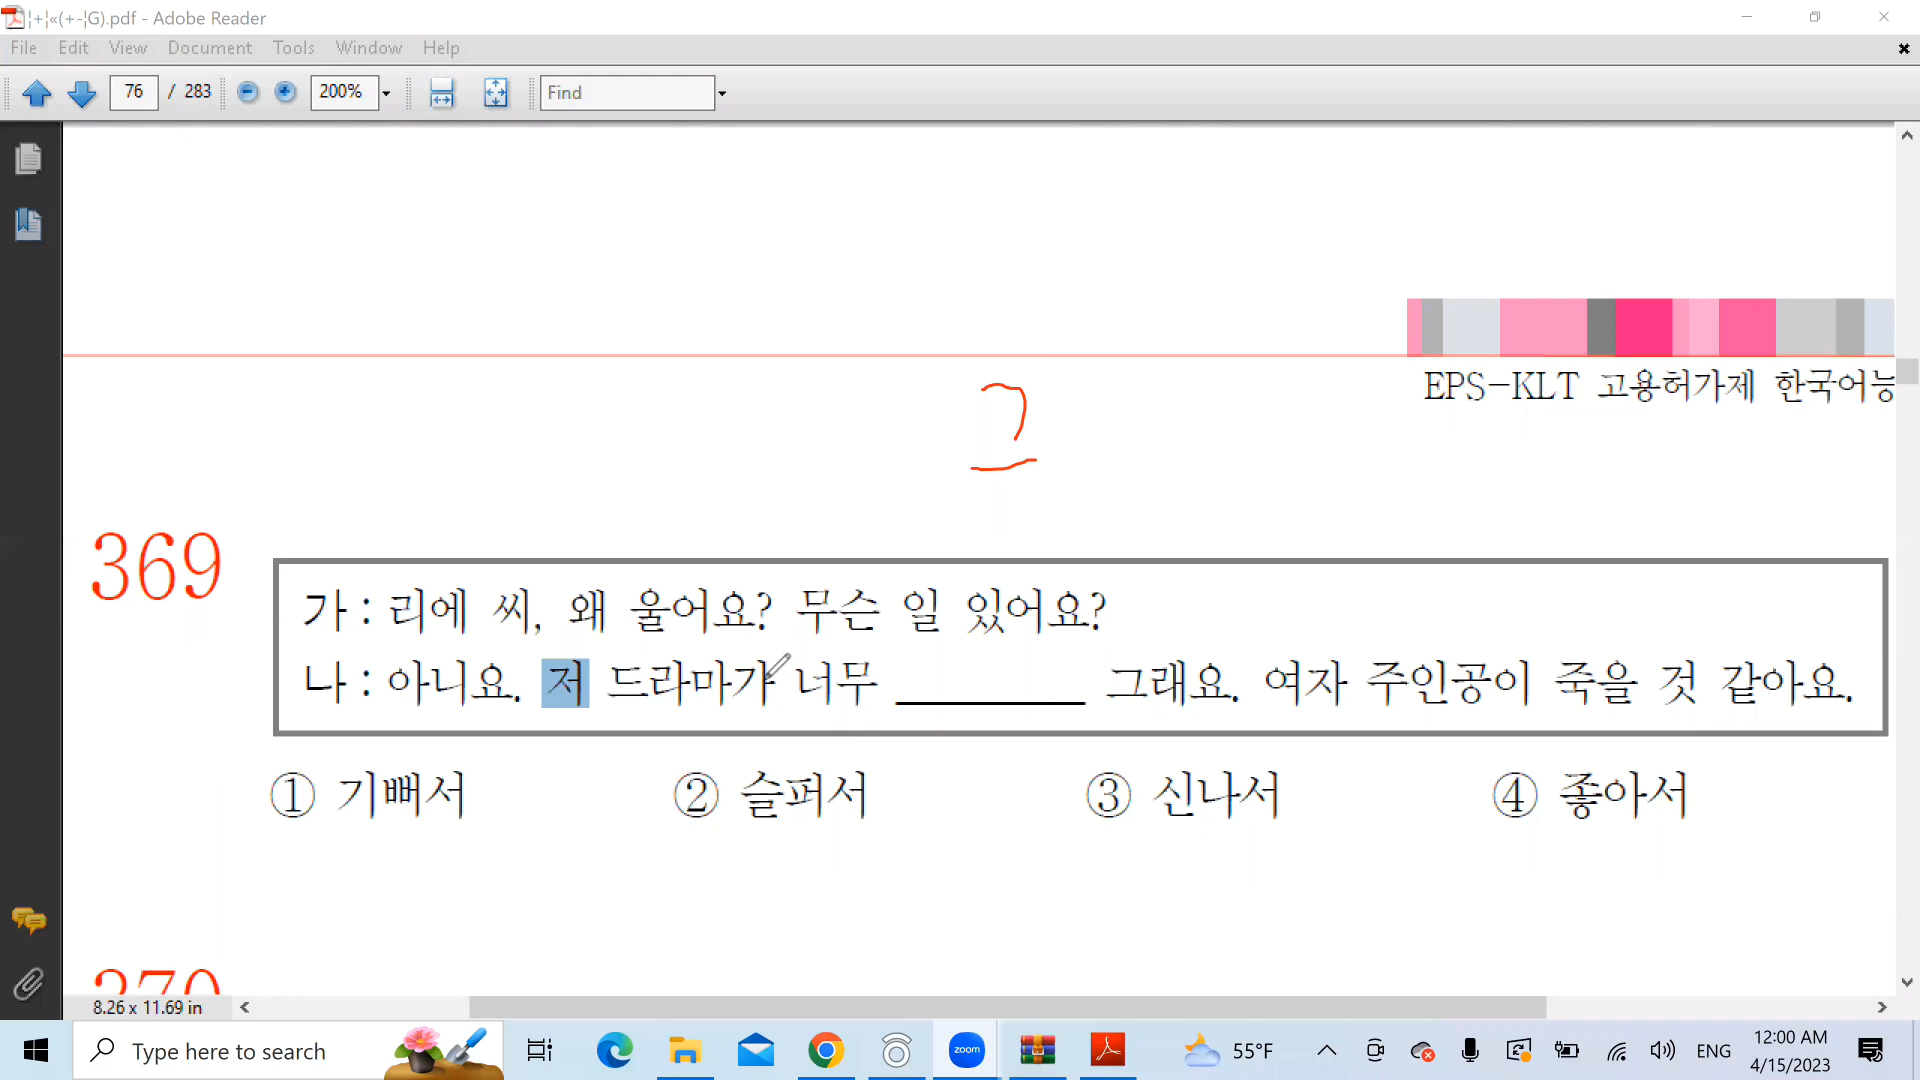 ¦+¦«(+-¦G).pdf - Adobe Reader
File Edit View Document Tools Window Help
76 / 283 200% Find
EPS-KLT 고용허가제 한국어능
369
가 : 리에 씨, 왜 울어요? 무슨 일 있어요?
나 : 아니요. 저 드라마가 너무 __________ 그래요. 여자 주인공이 죽을 것 같아요.
① 기뻐서 ② 슬퍼서 ③ 신나서 ④ 좋아서
370
8.26 x 11.69 in
Type here to search zoom 55°F ENG 12:00 AM
4/15/2023